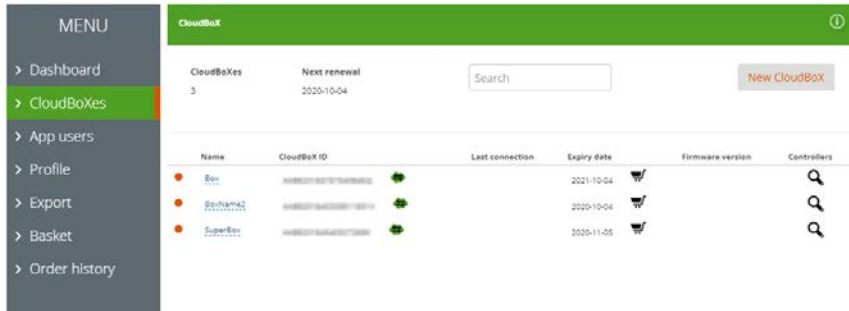 MENU
Dashboard
CloudBoXes
App users
Profile
Export
Basket
Order history
CloudBoX
CloudBoXes Next renewal
3 2020-10-04
Search
New CloudBoX
Name CloudBoX ID Last connection Expiry date Firmware version Controllers
Box 2021-10-04
BoxName2 2020-10-04
SuperBox 2020-11-05